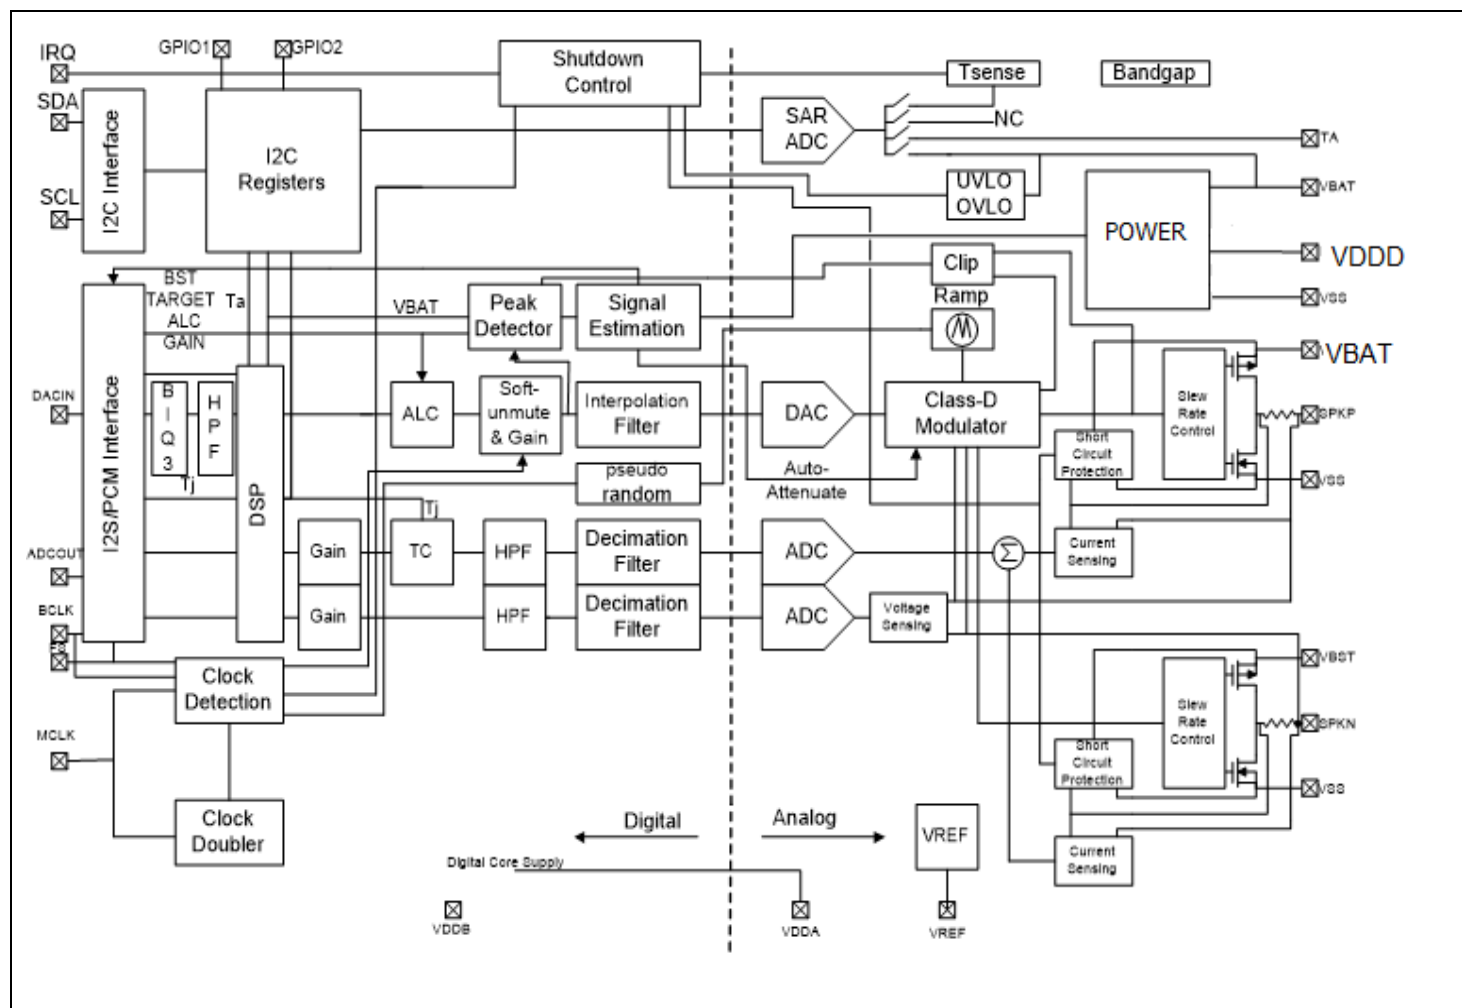 IRQ
GPIO1
GPIO2
Shutdown
Control
Tsense
Bandgap
SDA
I2C Interface
I2C
Registers
SAR
ADC
NC
TA
SCL
UVLO
OVLO
POWER
VBAT
VDDD
VSS
BST
TARGET
ALC
GAIN
Ta
VBAT
Peak
Detector
Signal
Estimation
Clip
Ramp
VBAT
DACIN
I2S/PCM Interface
BIQ3
HPF
Tj
DSP
ALC
Soft-
unmute
& Gain
Interpolation
Filter
DAC
Class-D
Modulator
Short
Circuit
Protection
Slew
Rate
Control
SPKP
VSS
pseudo
random
Auto-
Attenuate
Tj
ADCOUT
Gain
TC
HPF
Decimation
Filter
ADC
Σ
Current
Sensing
BCLK
FS
Gain
HPF
Decimation
Filter
ADC
Voltage
Sensing
Clock
Detection
VBST
MCLK
Slew
Rate
Control
SPKN
Short
Circuit
Protection
VSS
Clock
Doubler
Digital
Analog
VREF
Current
Sensing
Digital Core Supply
VDDB
VDDA
VREF